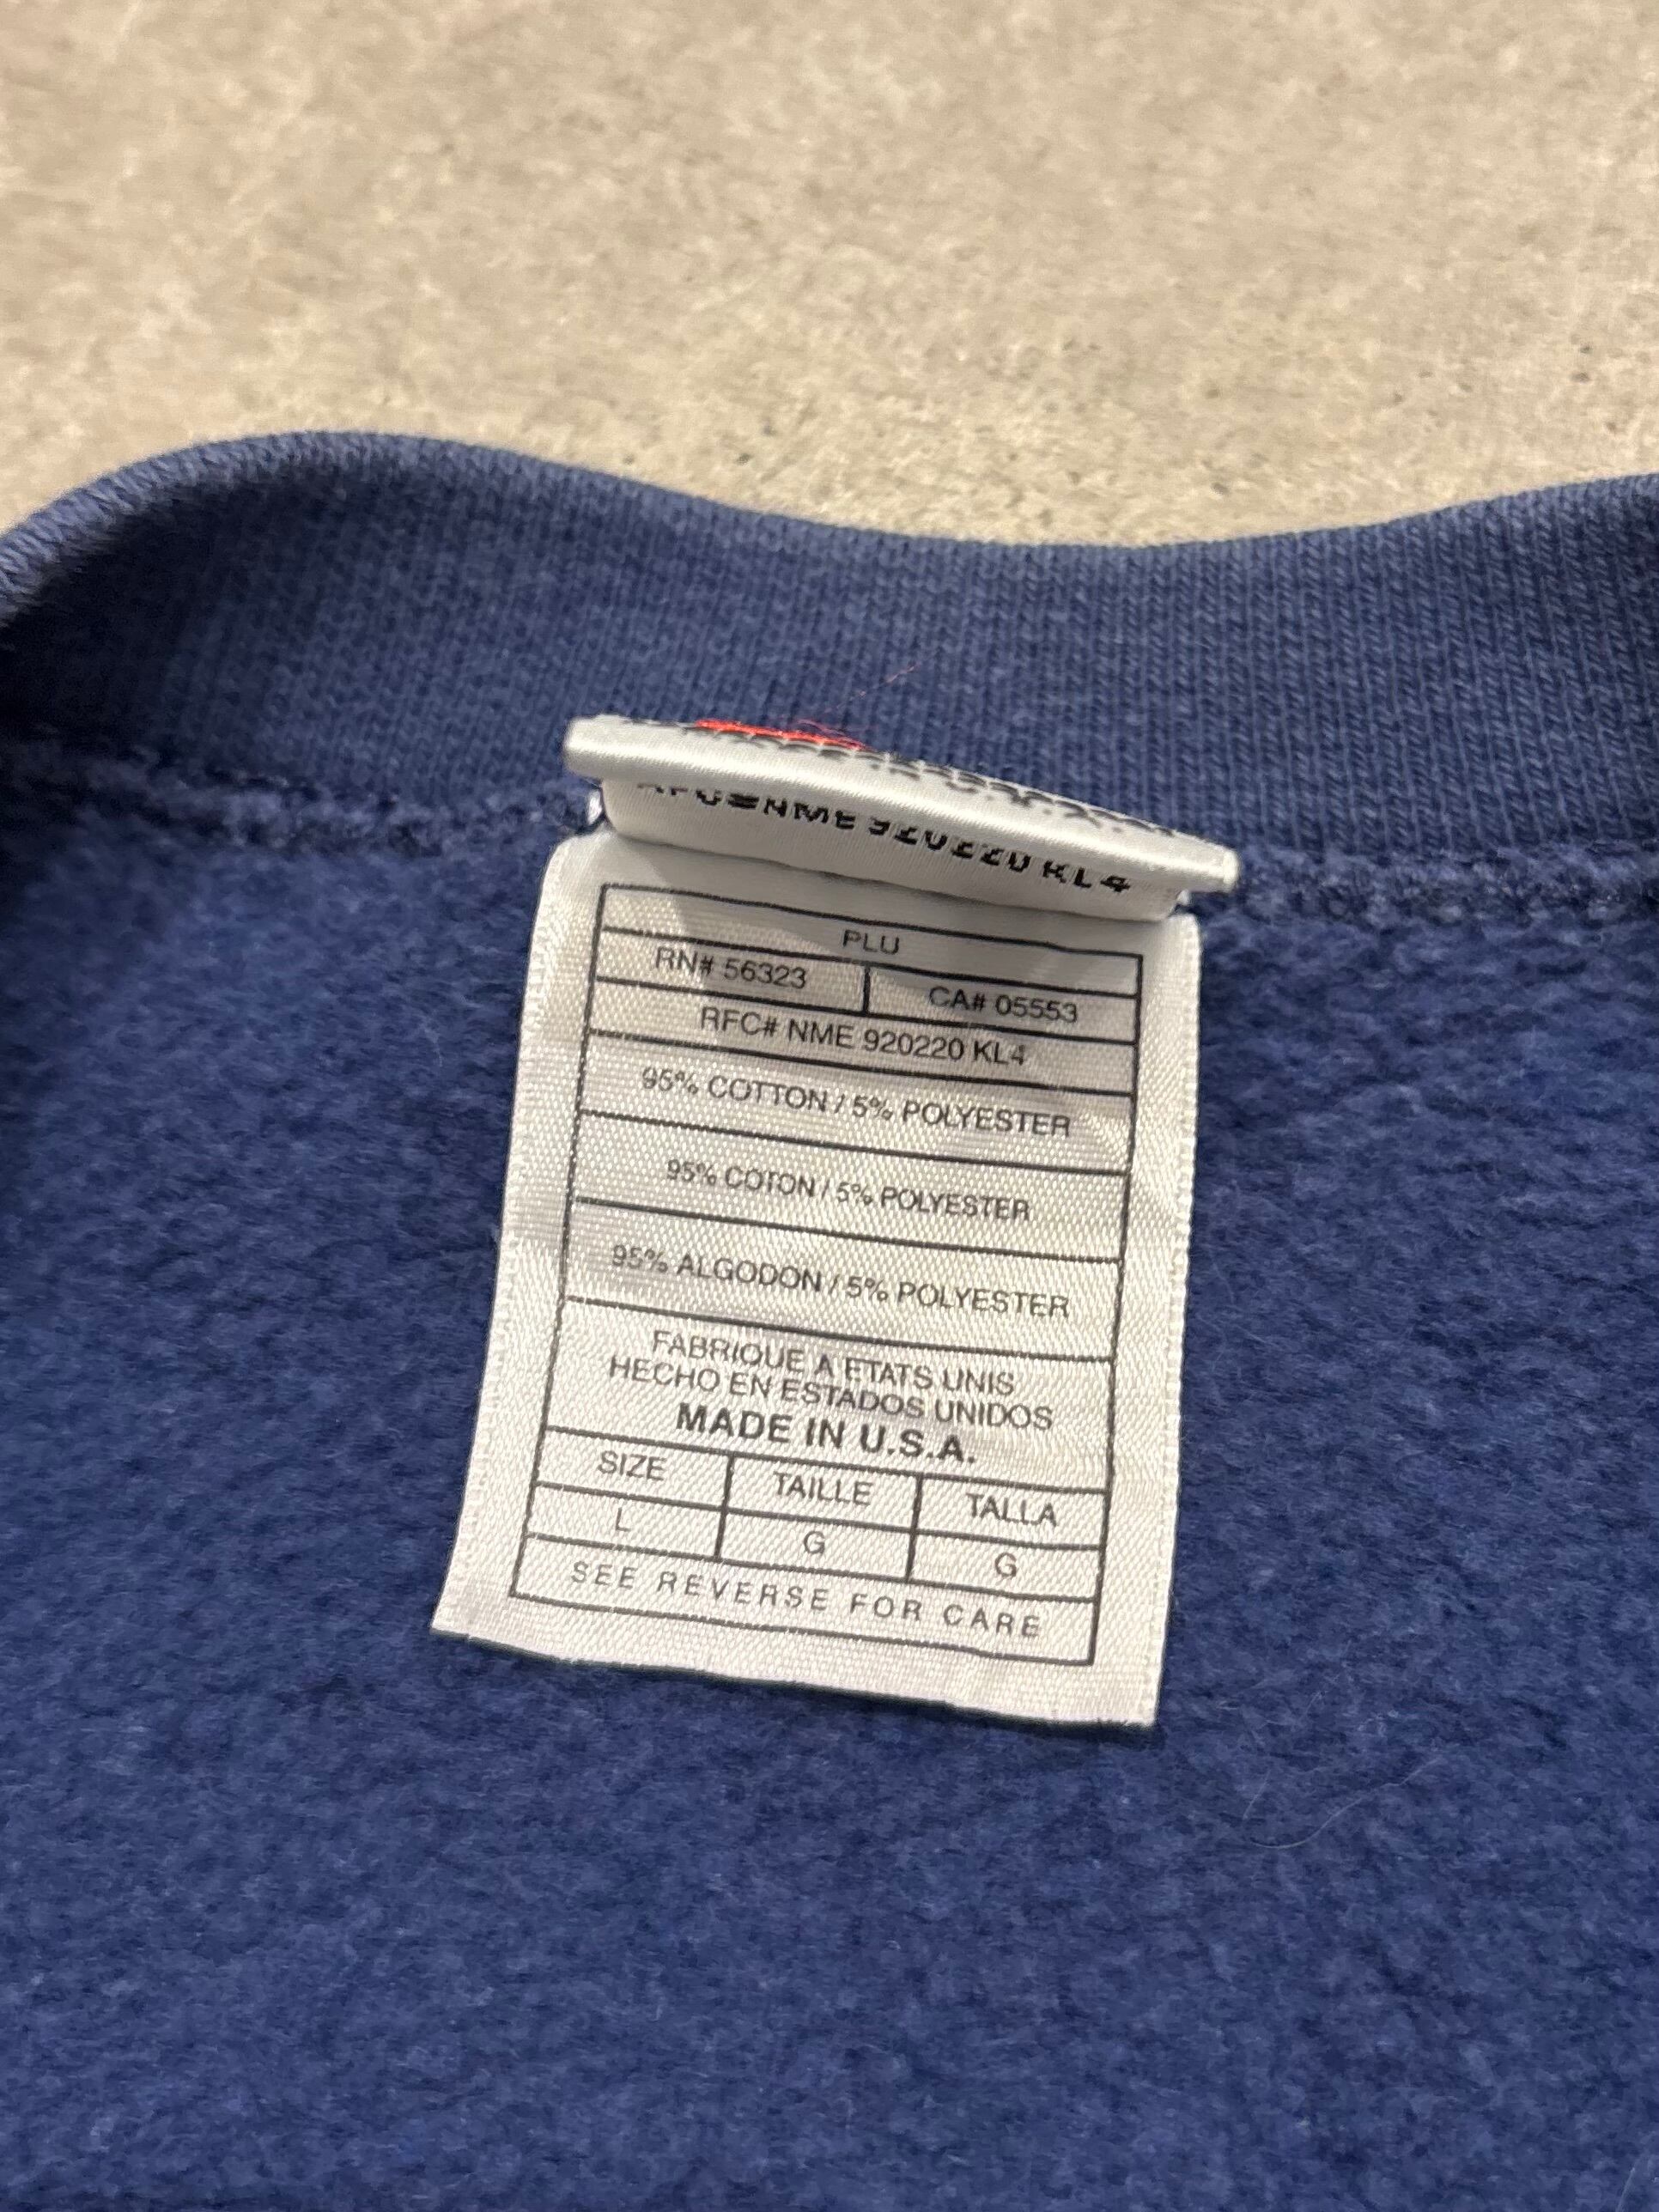 NME 920220 KL4
PLU
RN# 56323 CA# 05553
RFC# NME 920220 KL4
95% COTTON / 5% POLYESTER
95% COTON / 5% POLYESTER
95% ALGODON / 5% POLYESTER
FABRIQUE A ETATS UNIS
HECHO EN ESTADOS UNIDOS
MADE IN U.S.A.
SIZE TAILLE TALLA
L G G
SEE REVERSE FOR CARE